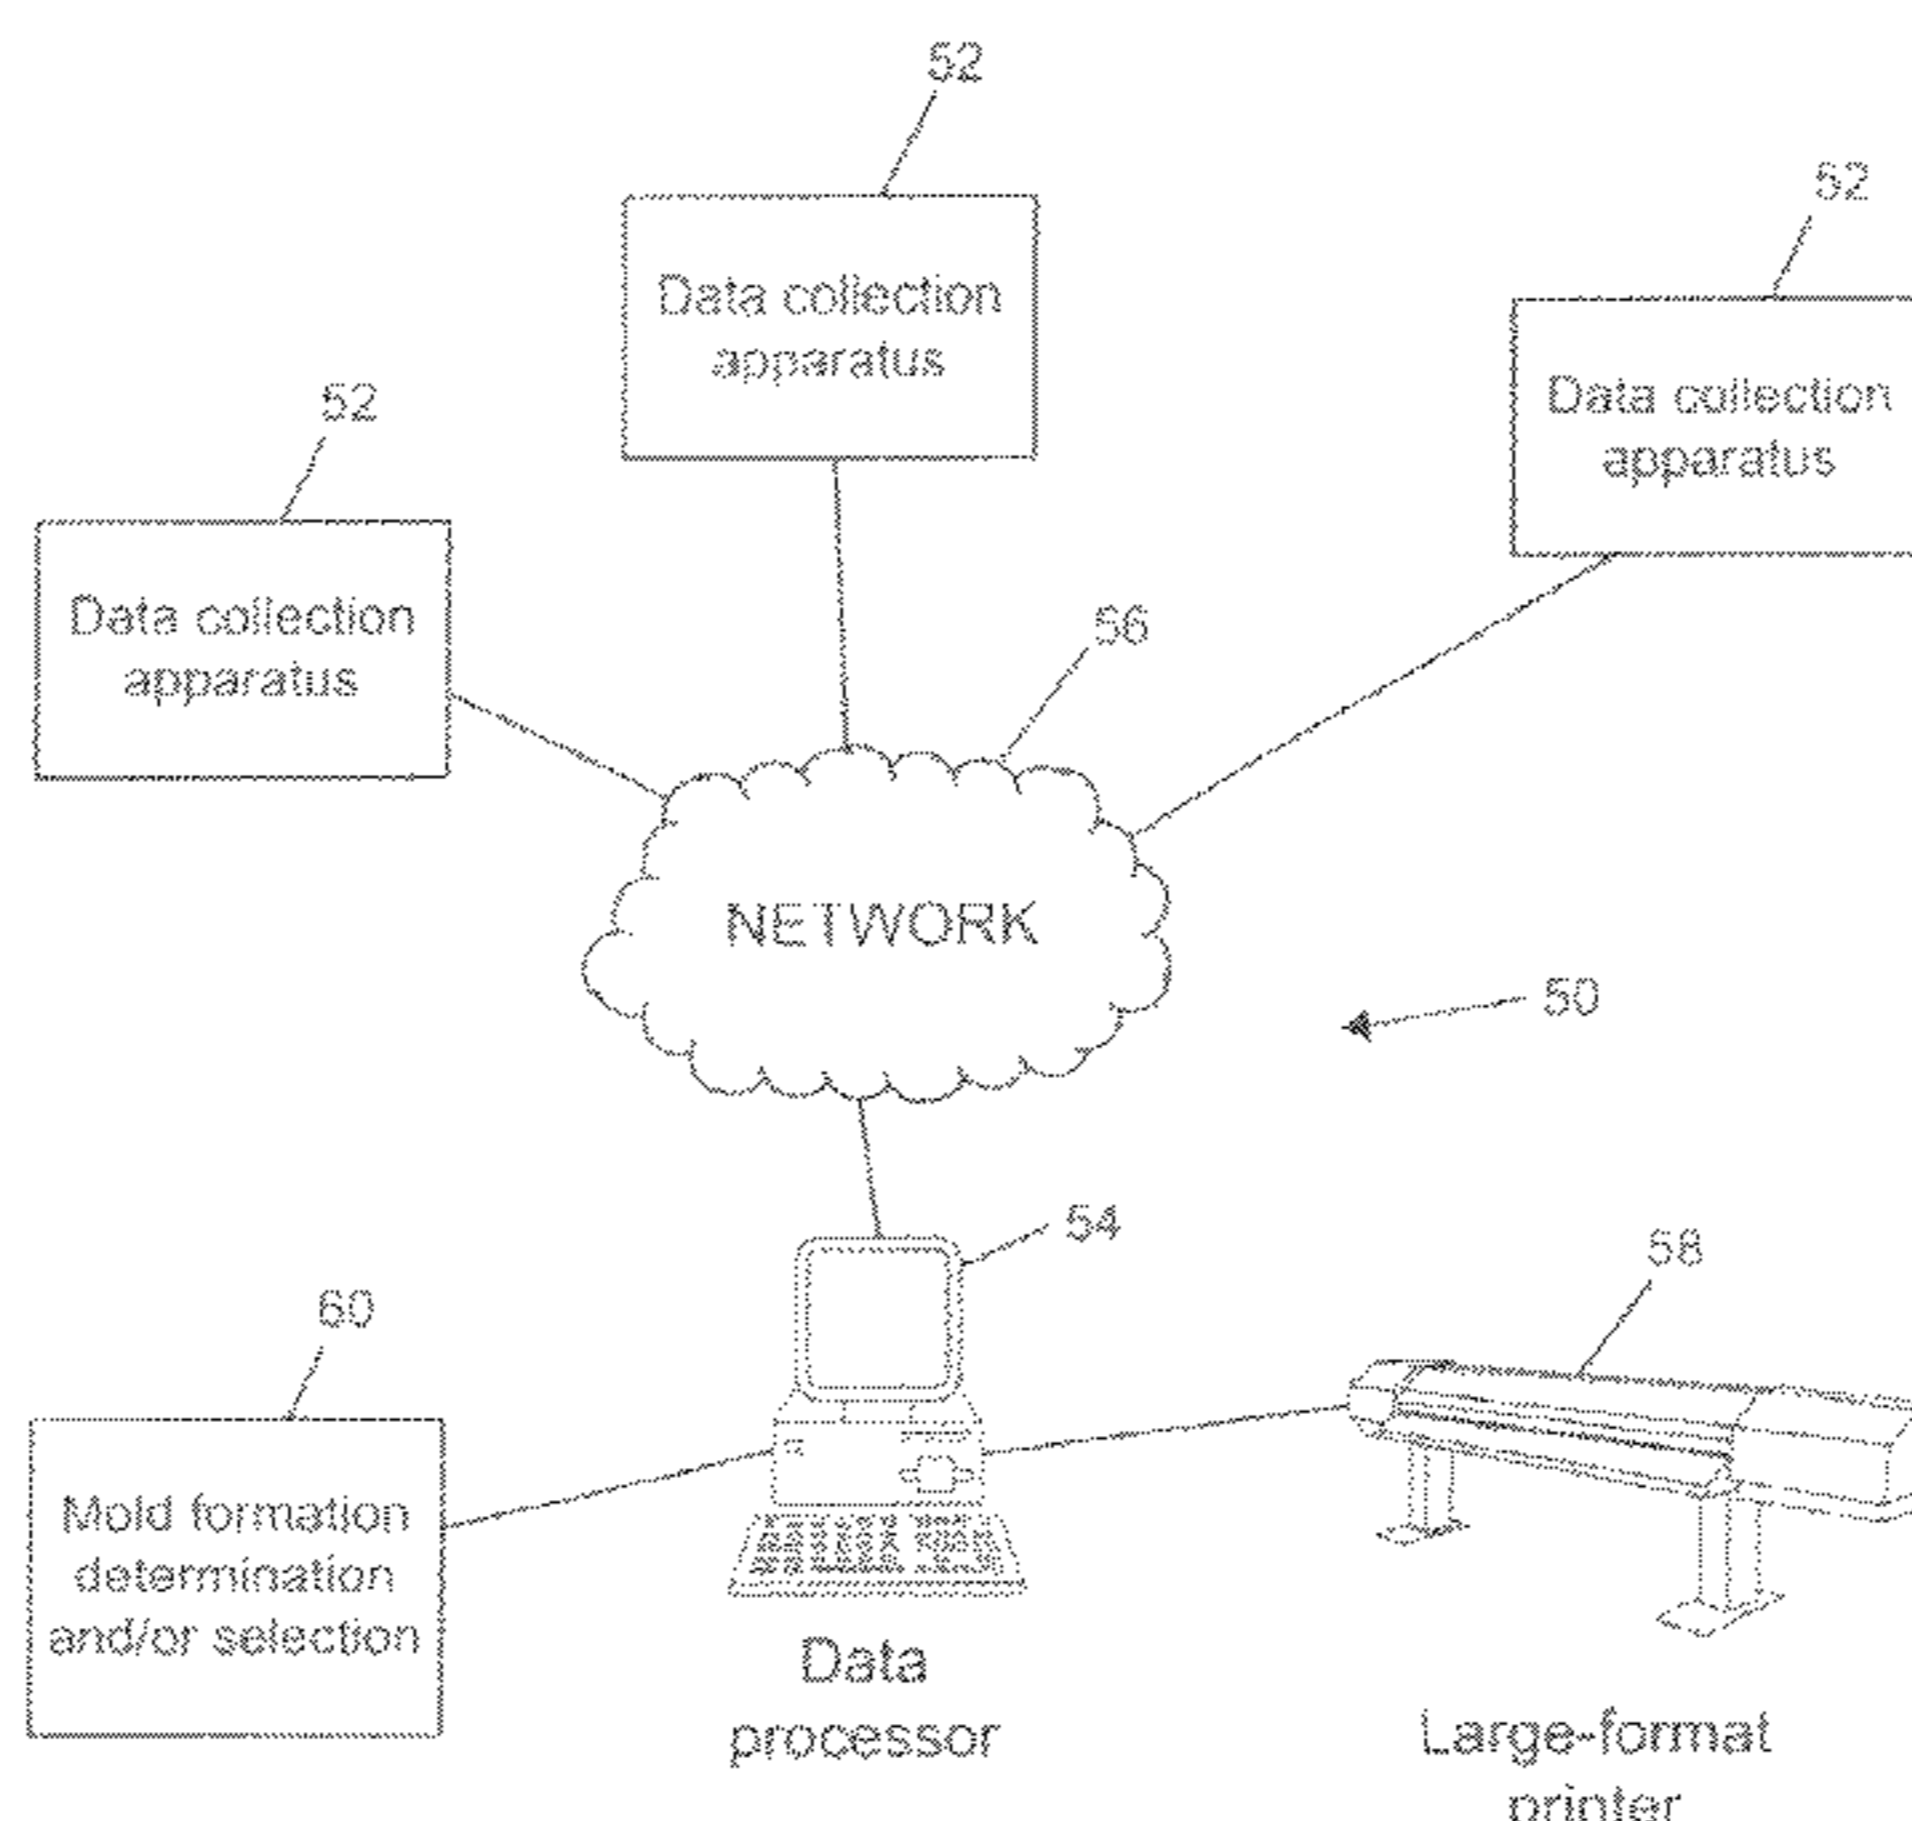 52
52
Data collection
apparatus
52
Data collection
apparatus
Data collection
apparatus
56
NETWORK
50
54
58
60
Mold formation
determination
and/or selection
Data
processor
Large-format
printer